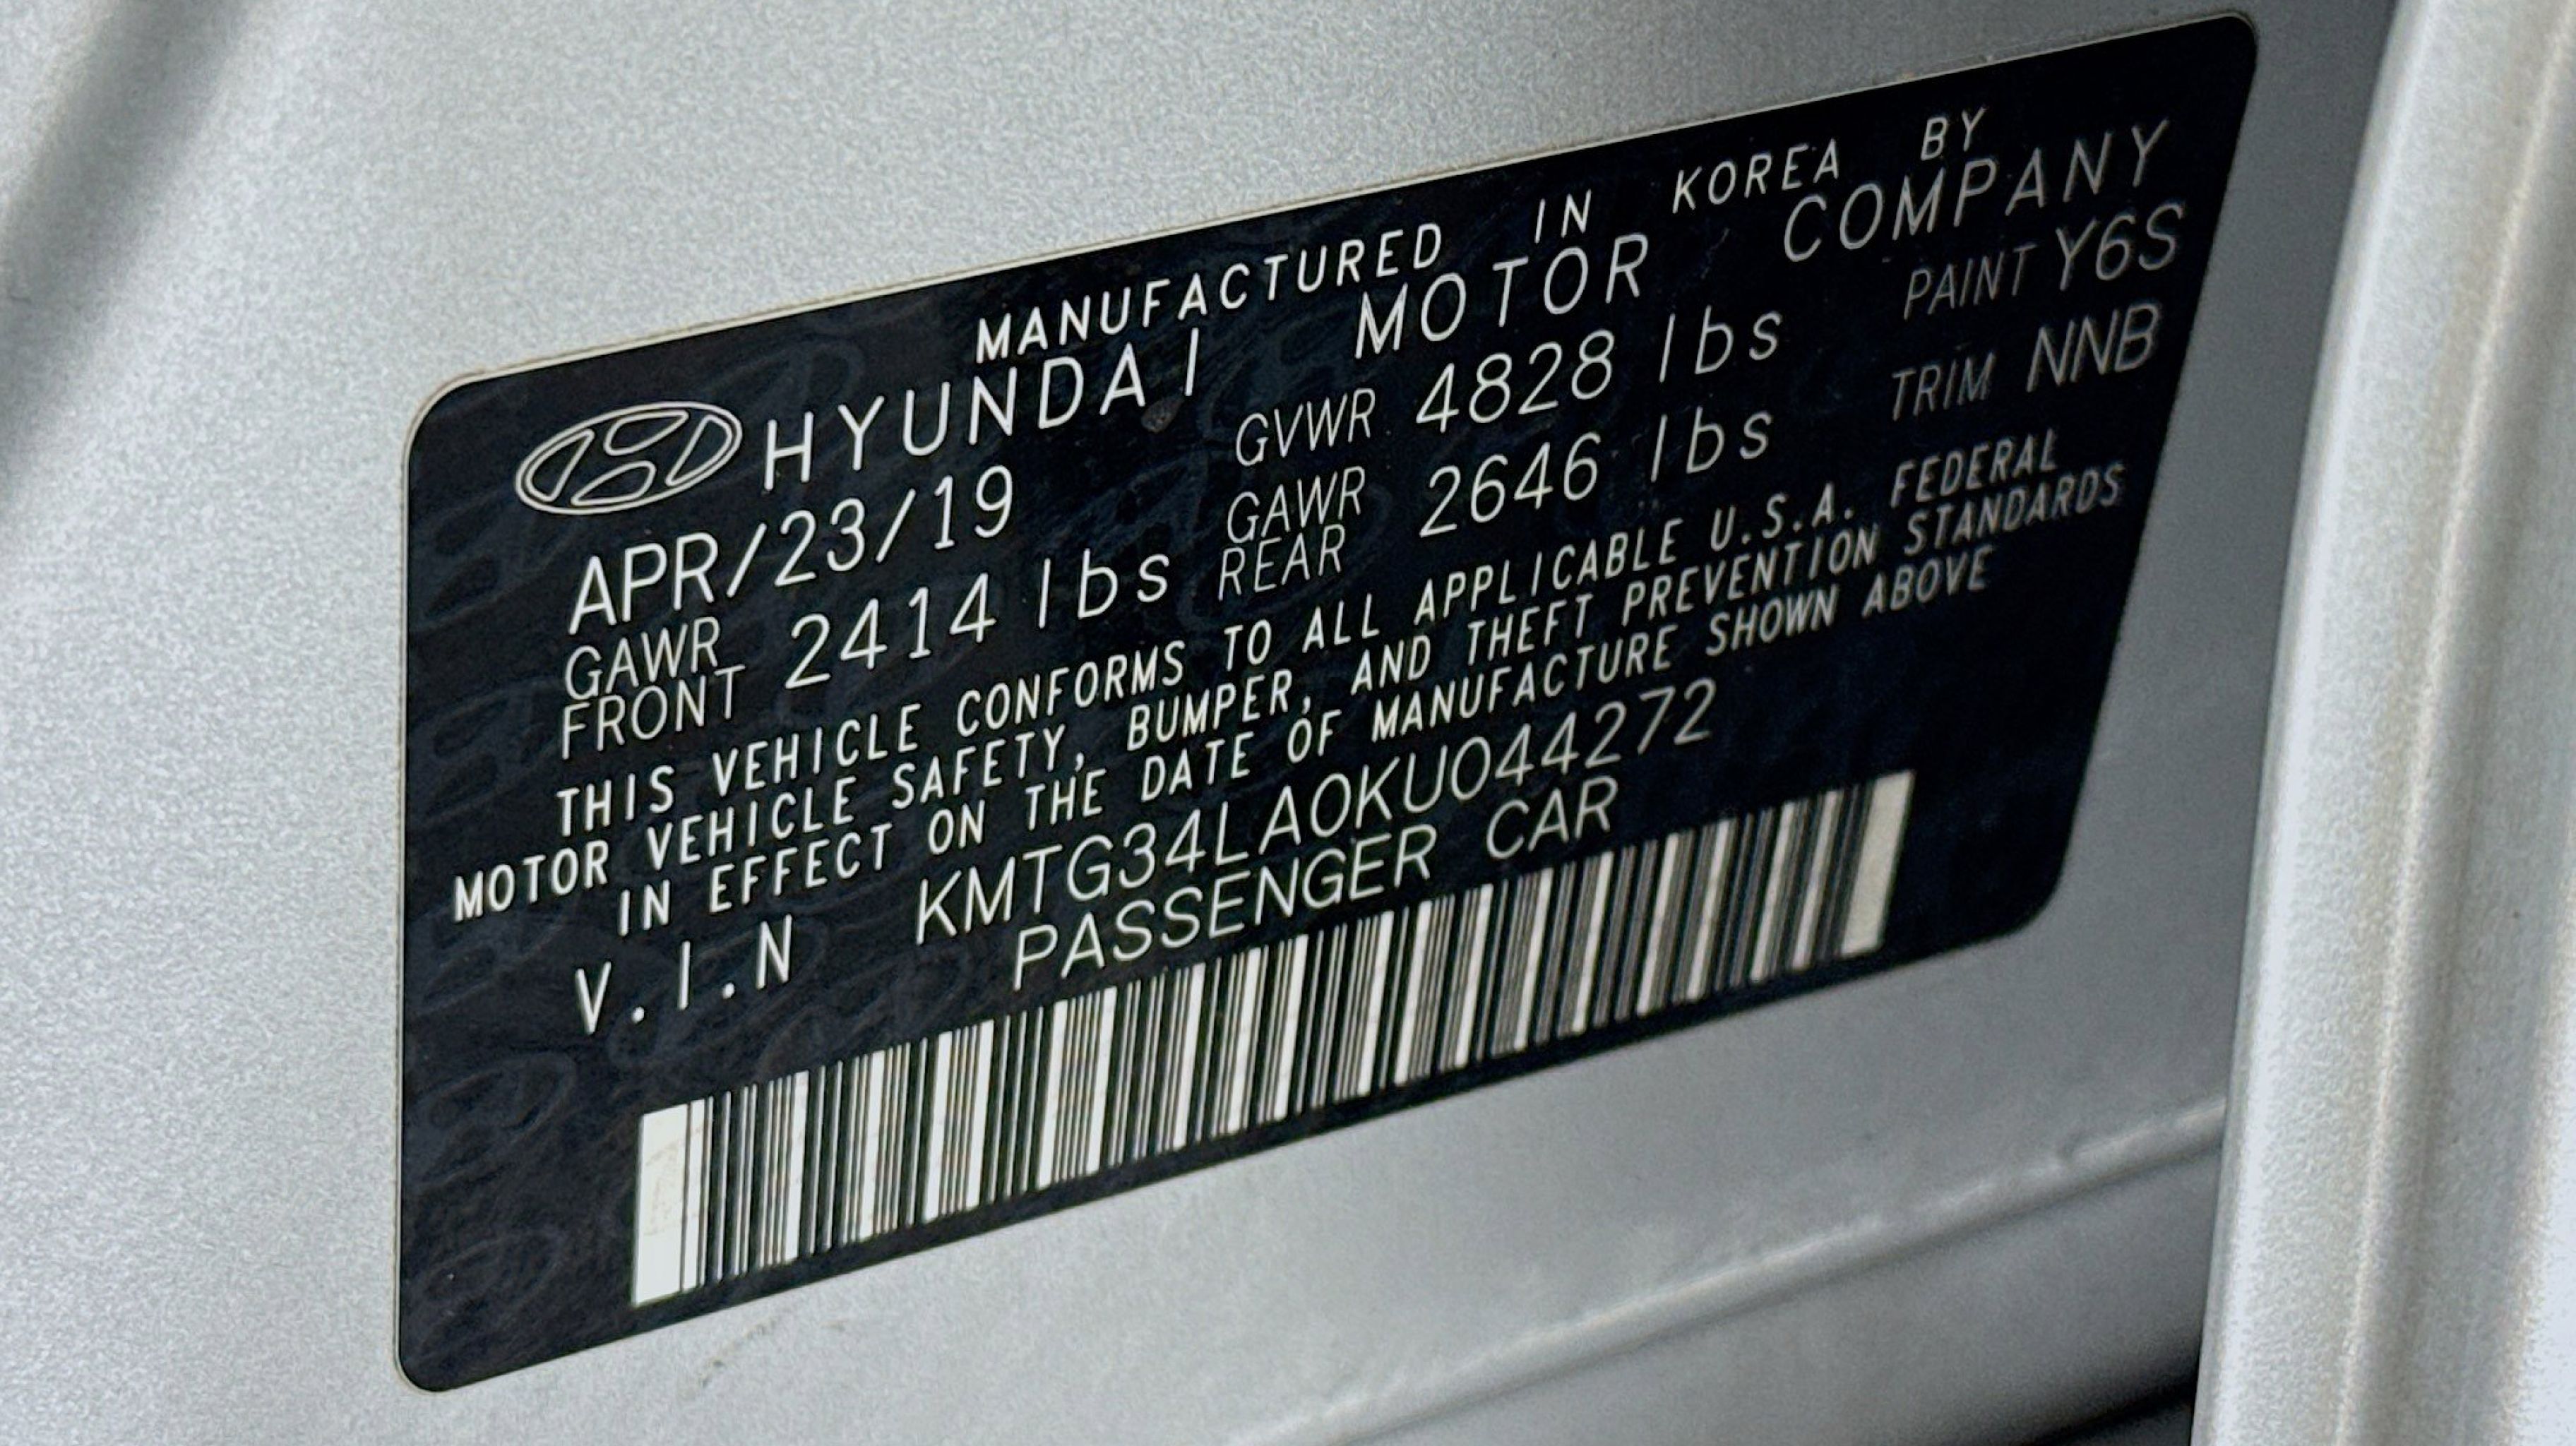 MANUFACTURED IN KOREA BY
HYUNDAI MOTOR COMPANY
APR/23/19 GVWR 4828 lbs PAINT Y6S
GAWR FRONT 2414 lbs GAWR REAR 2646 lbs TRIM NNB
THIS VEHICLE CONFORMS TO ALL APPLICABLE U.S.A. FEDERAL
MOTOR VEHICLE SAFETY, BUMPER, AND THEFT PREVENTION STANDARDS
IN EFFECT ON THE DATE OF MANUFACTURE SHOWN ABOVE
V.I.N KMTG34LA0KU044272
PASSENGER CAR